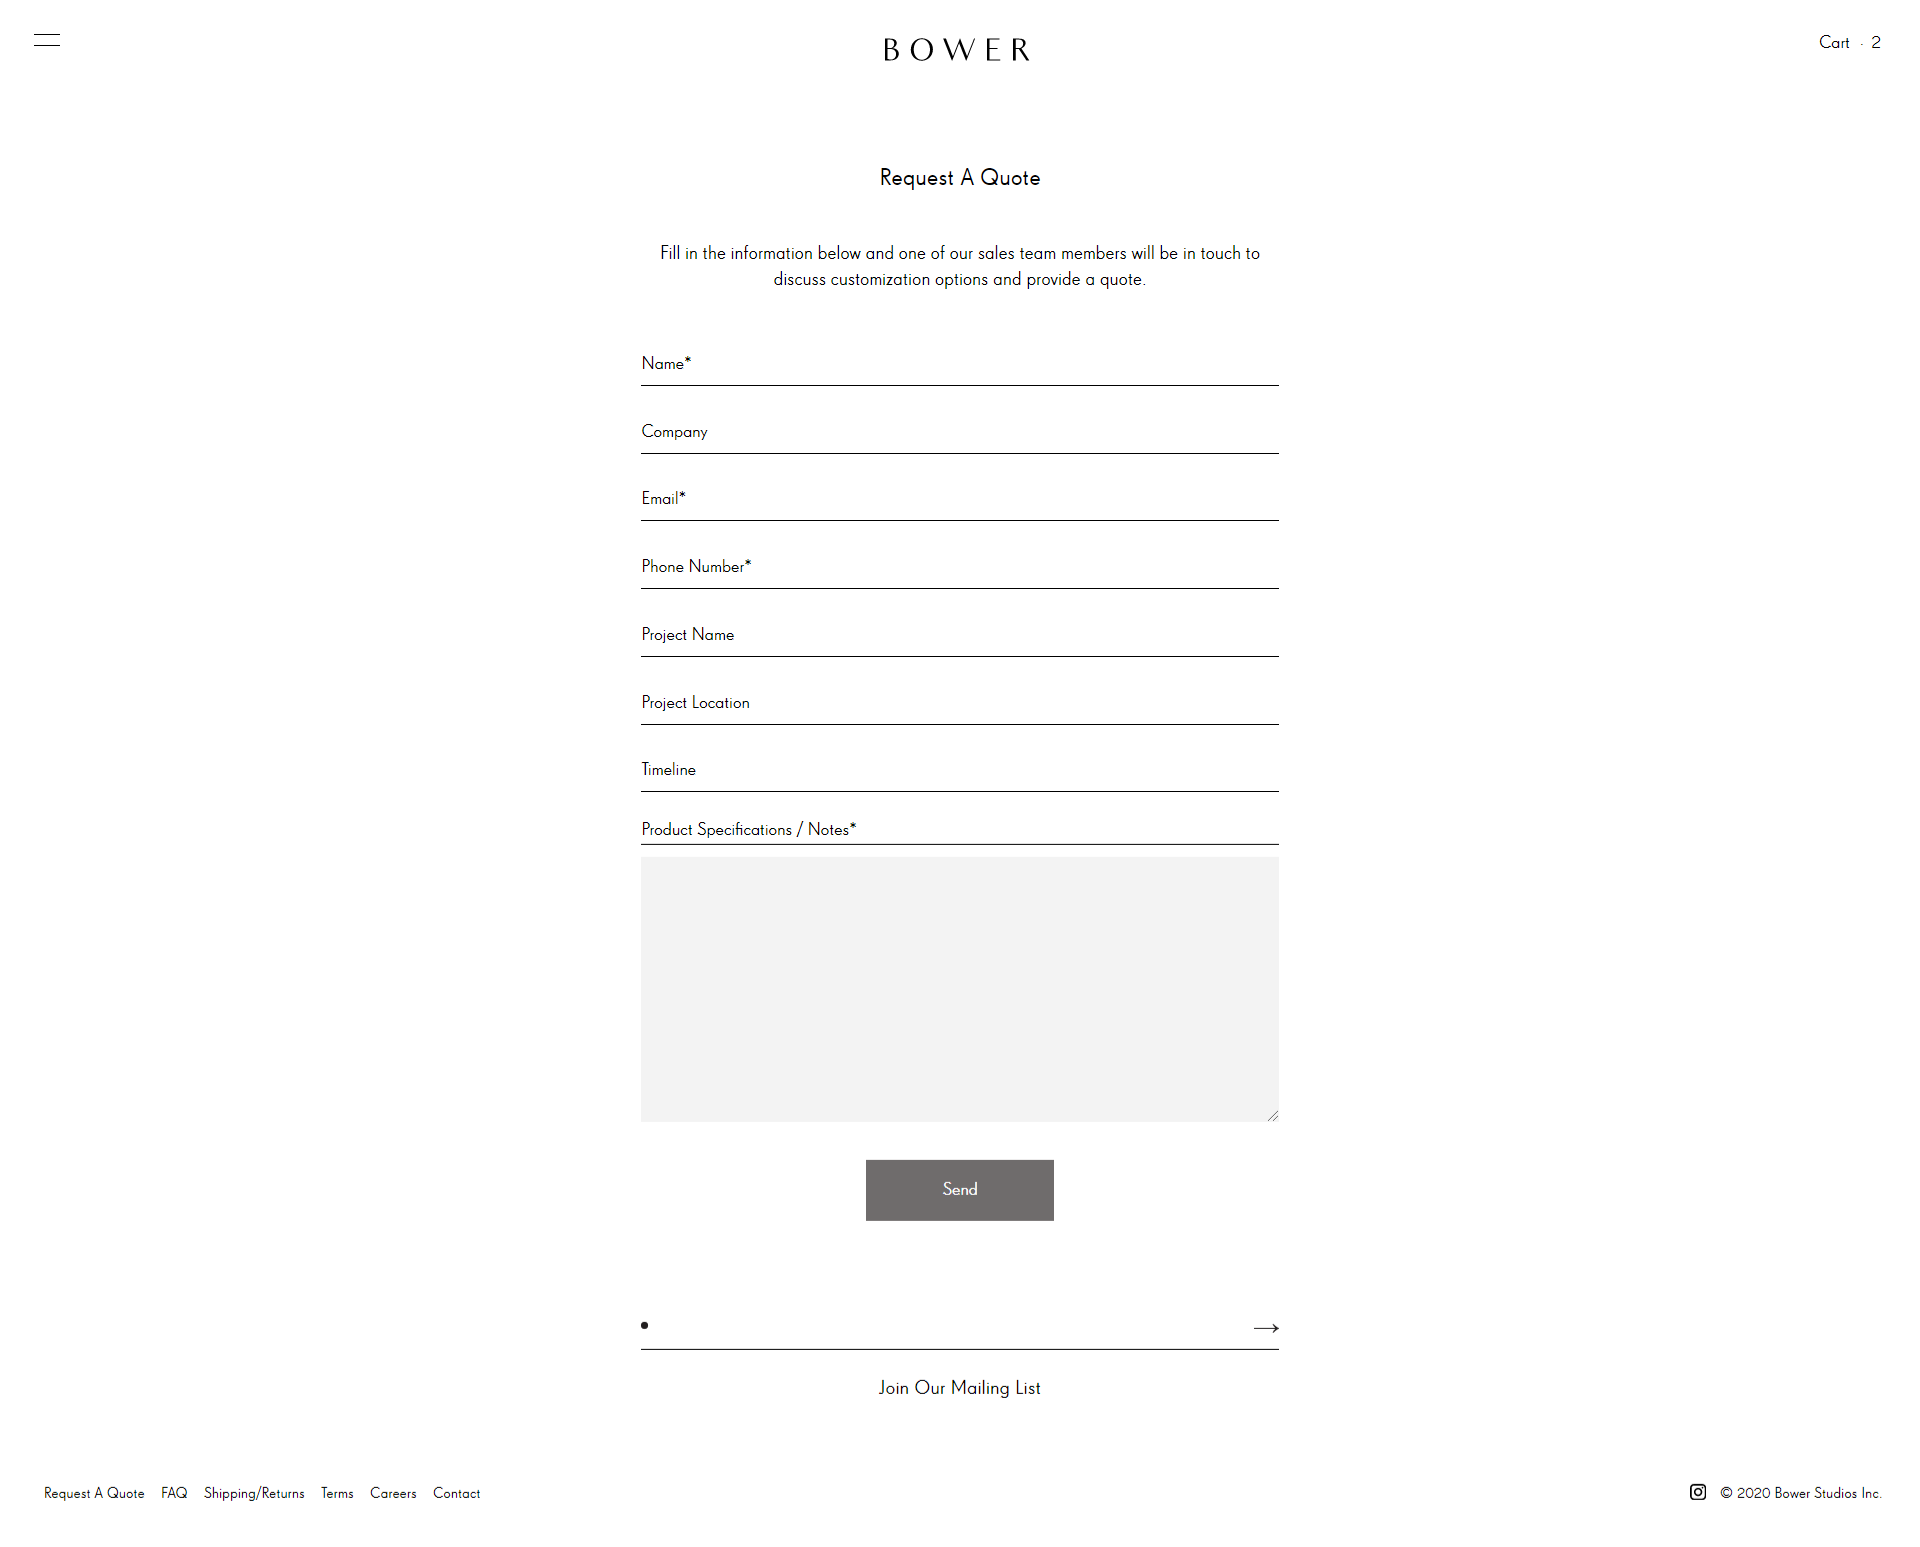 BOWER
Cart · 2
Request A Quote
Fill in the information below and one of our sales team members will be in touch to
discuss customization options and provide a quote.
Name*
Company
Email*
Phone Number*
Project Name
Project Location
Timeline
Product Specifications / Notes*
Send
Join Our Mailing List
Request A Quote FAQ Shipping/Returns Terms Careers Contact
© 2020 Bower Studios Inc.